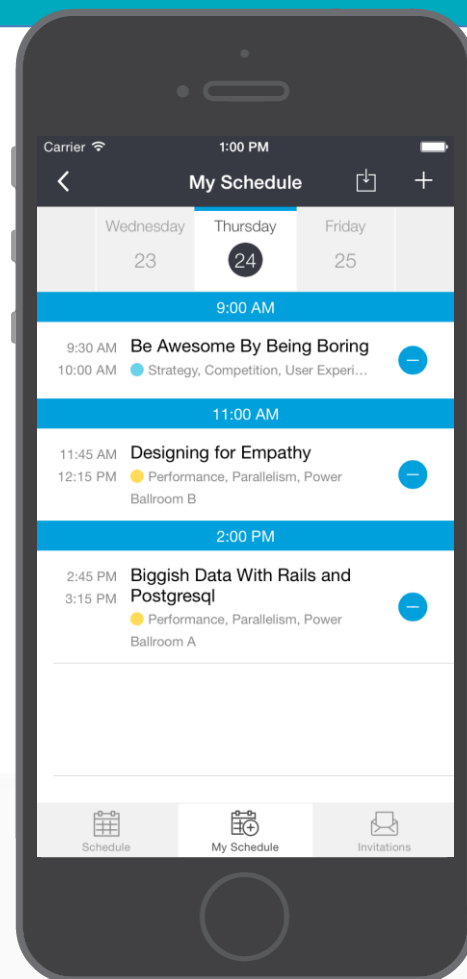 Carrier 1:00 PM
My Schedule
Wednesday Thursday Friday
23 24 25
9:00 AM
9:30 AM Be Awesome By Being Boring
10:00 AM Strategy, Competition, User Experi...
11:00 AM
11:45 AM Designing for Empathy
12:15 PM Performance, Parallelism, Power
Ballroom B
2:00 PM
2:45 PM Biggish Data With Rails and
3:15 PM Postgresql
Performance, Parallelism, Power
Ballroom A
Schedule My Schedule Invitations